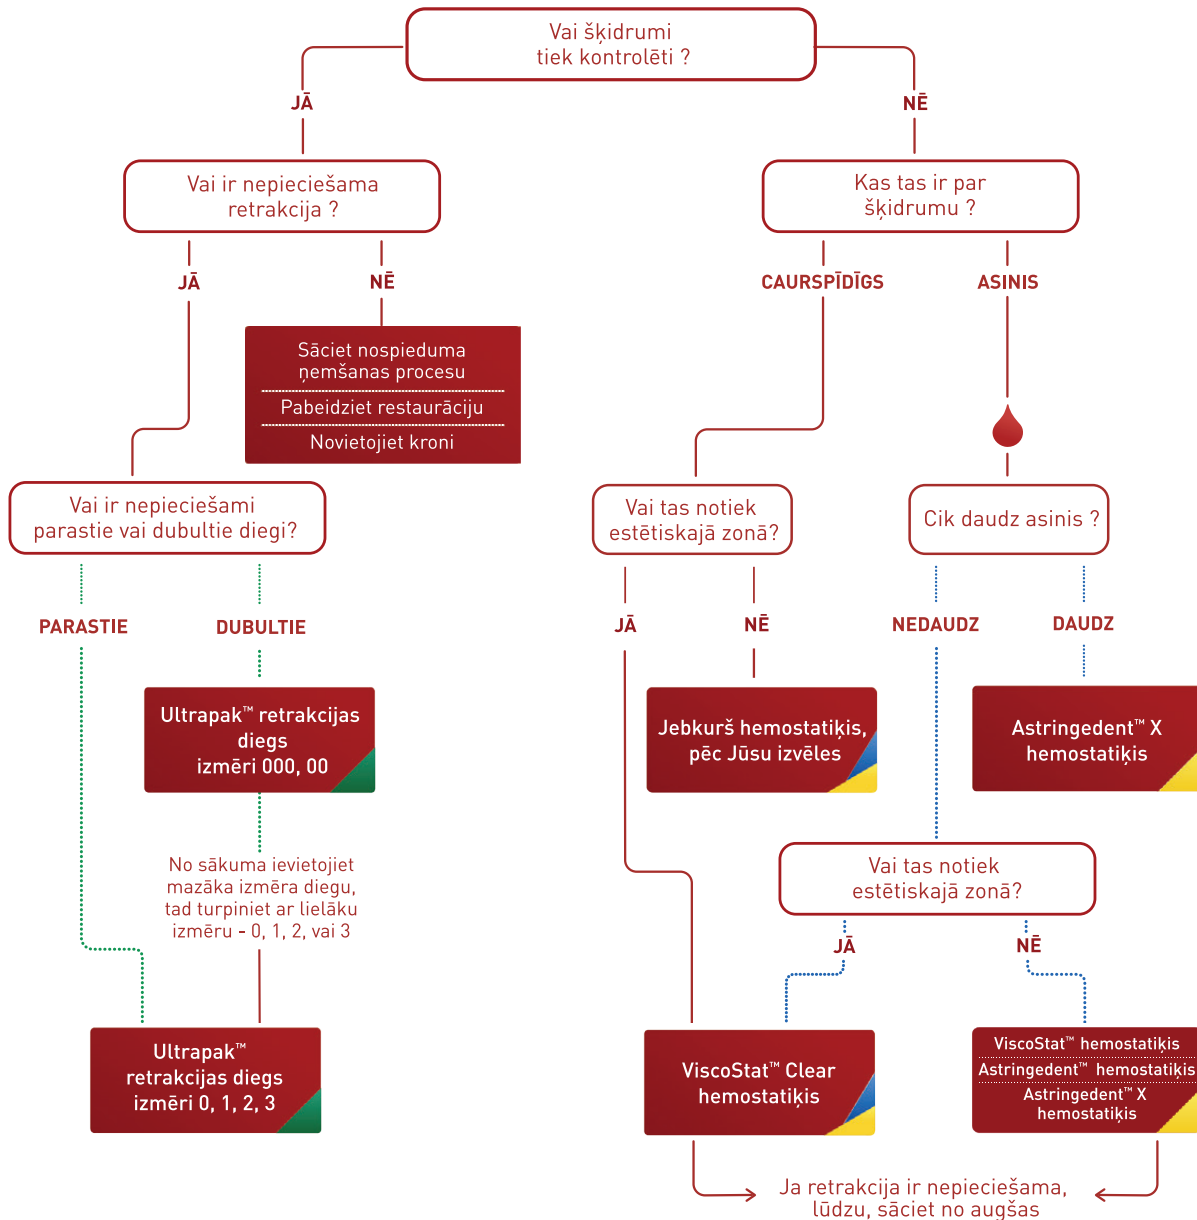 Vai šķidrumi
tiek kontrolēti ?
JĀ
NĒ
Vai ir nepieciešama
retrakcija ?
Kas tas ir par
šķidrumu ?
JĀ
NĒ
CAURSPĪDĪGS
ASINIS
Sāciet nospieduma
ņemšanas procesu
Pabeidziet restaurāciju
Novietojiet kroni
Vai ir nepieciešami
parastie vai dubultie diegi?
Vai tas notiek
estētiskajā zonā?
Cik daudz asinis ?
PARASTIE
DUBULTIE
JĀ
NĒ
NEDAUDZ
DAUDZ
Ultrapak™ retrakcijas
diegs
izmēri 000, 00
Jebkurš hemostatiķis,
pēc Jūsu izvēles
Astringedent™ X
hemostatiķis
No sākuma ievietojiet
mazāka izmēra diegu,
tad turpiniet ar lielāku
izmēru - 0, 1, 2, vai 3
Vai tas notiek
estētiskajā zonā?
JĀ
NĒ
Ultrapak™
retrakcijas diegs
izmēri 0, 1, 2, 3
ViscoStat™ Clear
hemostatiķis
ViscoStat™ hemostatiķis
Astringedent™ hemostatiķis
Astringedent™ X
hemostatiķis
Ja retrakcija ir nepieciešama,
lūdzu, sāciet no augšas